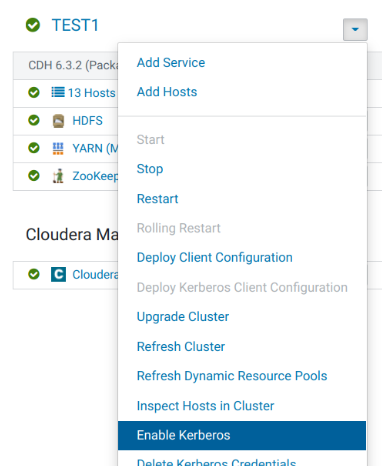 TEST1
CDH 6.3.2 (Packa
13 Hosts
HDFS
YARN (M
ZooKeep
Cloudera Ma
C Cloudera
Add Service
Add Hosts
Start
Stop
Restart
Rolling Restart
Deploy Client Configuration
Deploy Kerberos Client Configuration
Upgrade Cluster
Refresh Cluster
Refresh Dynamic Resource Pools
Inspect Hosts in Cluster
Enable Kerberos
Delete Kerberos Credentials